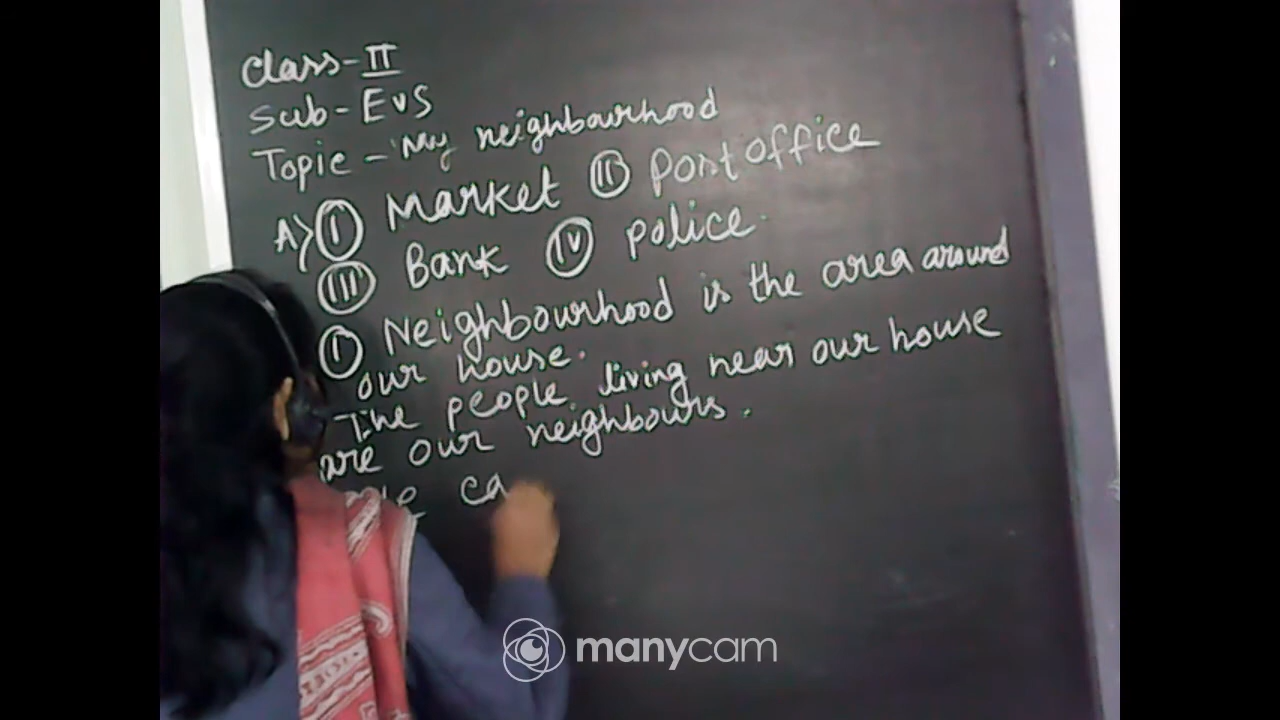 Class-II
Sub-EVS
Topic-My neighbourhood
A) I Market II post office
III Bank IV police.
I Neighbourhood is the area around
our house.
The people living near our house
are our neighbours.
ca
manycam